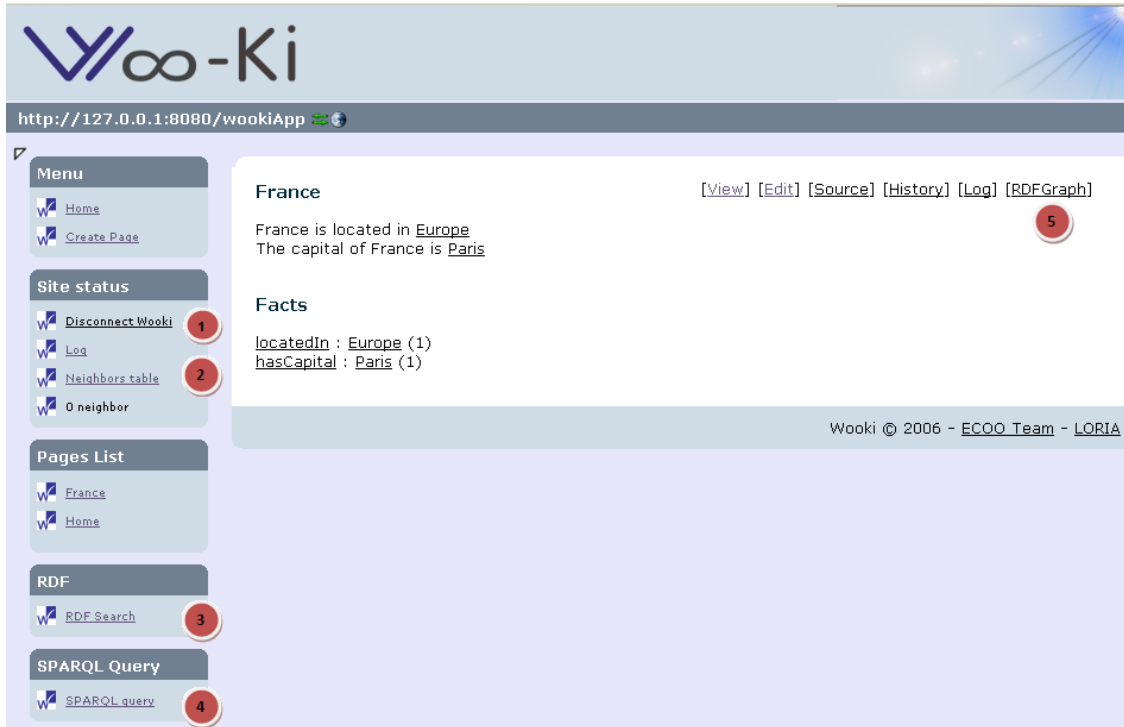 Woo-Ki
http://127.0.0.1:8080/wookiApp
Menu
Home
Create Page
Site status
Disconnect Wooki 1
Log
Neighbors table 2
0 neighbor
Pages List
France
Home
RDF
RDF Search 3
SPARQL Query
SPARQL query 4
France
[View] [Edit] [Source] [History] [Log] [RDFGraph]
5
France is located in Europe
The capital of France is Paris
Facts
locatedIn : Europe (1)
hasCapital : Paris (1)
Wooki © 2006 - ECOO Team - LORIA